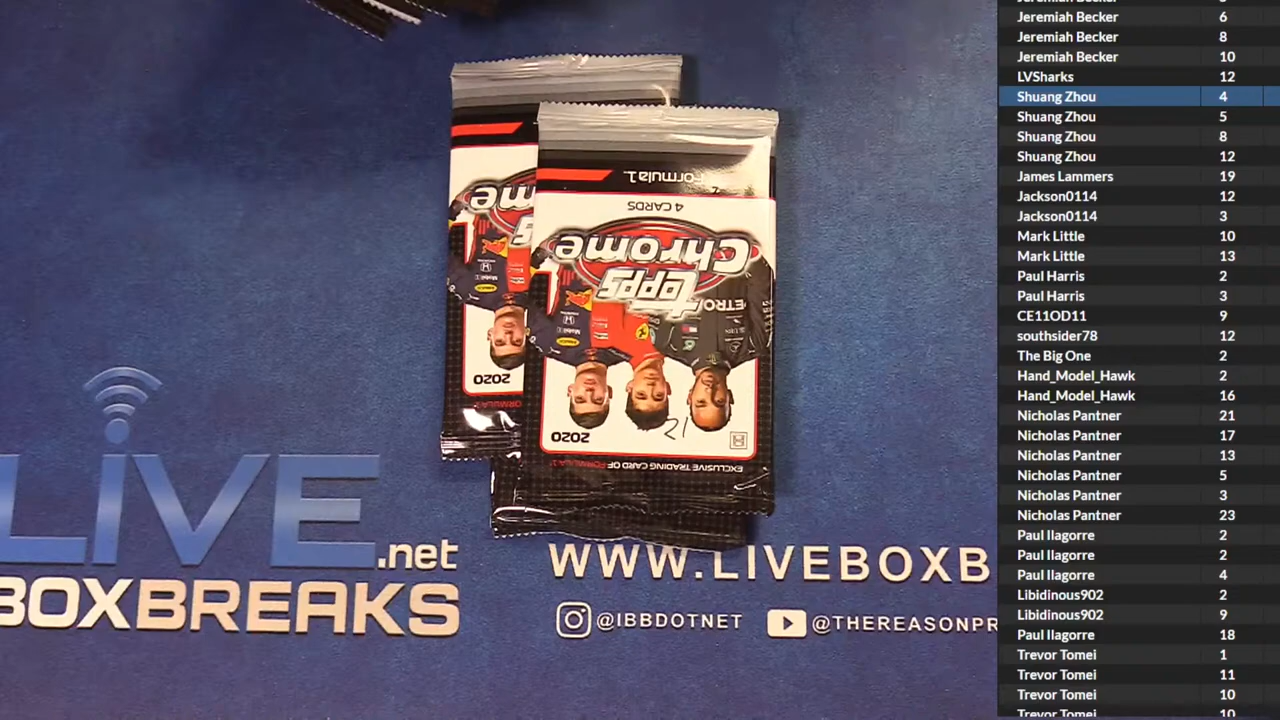 Formula1
4 CARDS
topps
Chrome
PETRO
2020
12
EXCLUSIVE TRADING CARD OF FORMULA 1
2020
LiVE.net
BOXBREAKS
WWW.LIVEBOXB
@IBBDOTNET
@THEREASONPR
Jeremiah Becker 6
Jeremiah Becker 8
Jeremiah Becker 10
LVSharks 12
Shuang Zhou 4
Shuang Zhou 5
Shuang Zhou 8
Shuang Zhou 12
James Lammers 19
Jackson0114 12
Jackson0114 3
Mark Little 10
Mark Little 13
Paul Harris 2
Paul Harris 3
CE11OD11 9
southsider78 12
The Big One 2
Hand_Model_Hawk 2
Hand_Model_Hawk 16
Nicholas Pantner 21
Nicholas Pantner 17
Nicholas Pantner 13
Nicholas Pantner 5
Nicholas Pantner 3
Nicholas Pantner 23
Paul Ilagorre 2
Paul Ilagorre 2
Paul Ilagorre 4
Libidinous902 2
Libidinous902 9
Paul Ilagorre 18
Trevor Tomei 1
Trevor Tomei 11
Trevor Tomei 10
Trevor Tomei 10